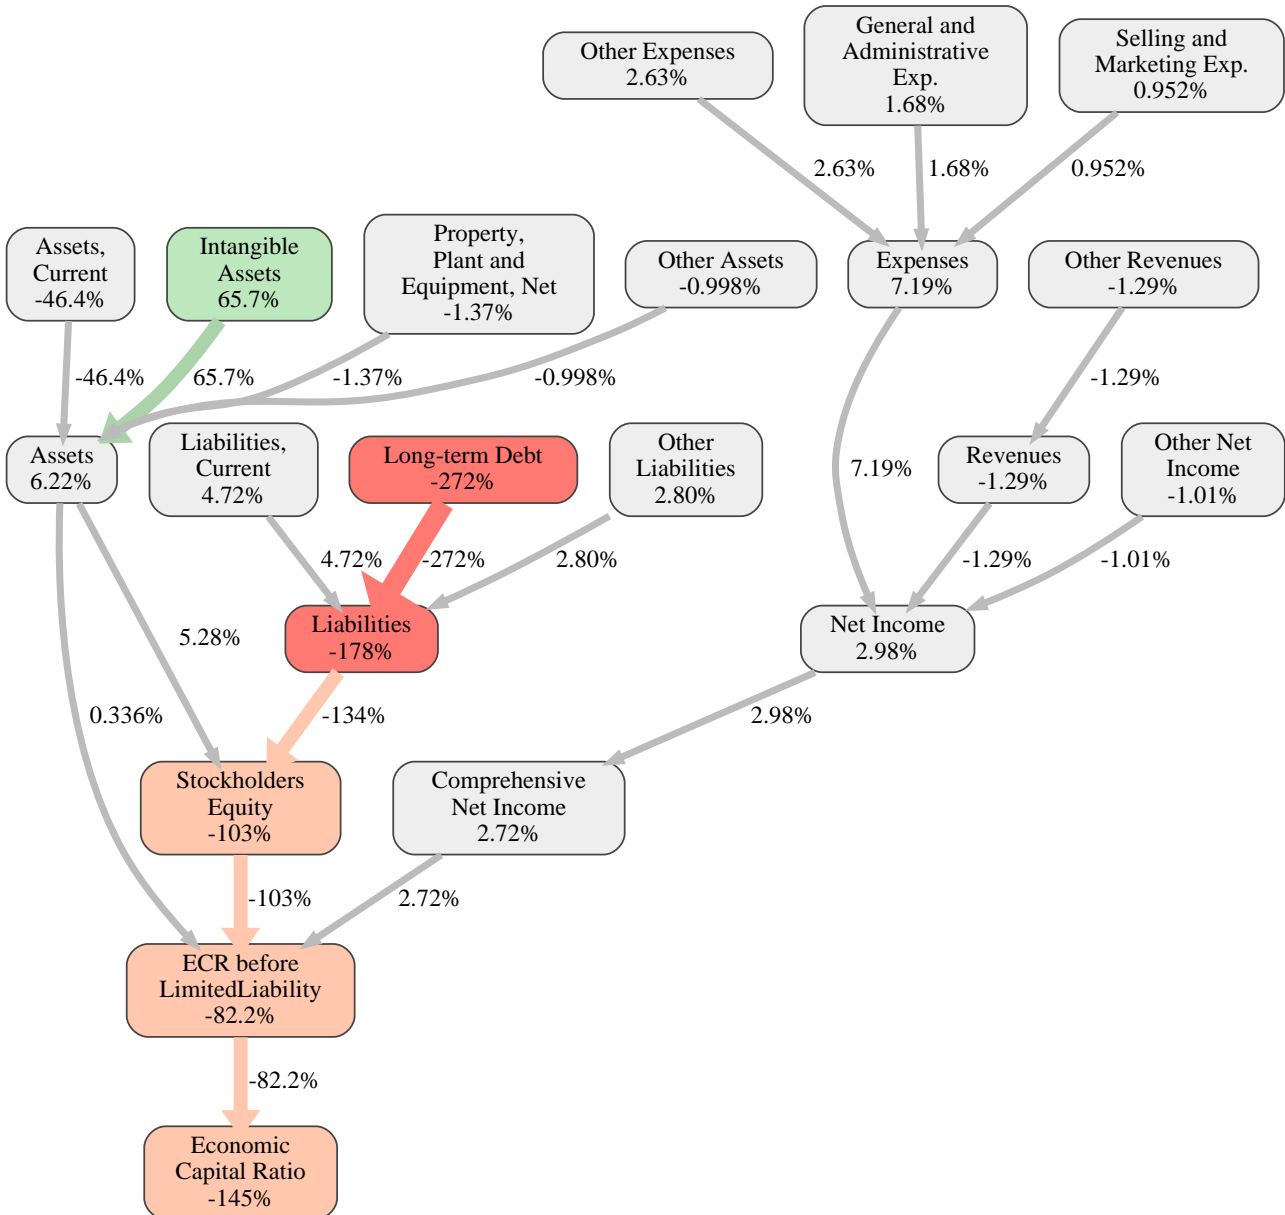 Other Expenses
2.63%
General and
Administrative
Exp.
1.68%
Selling and
Marketing Exp.
0.952%
2.63%
1.68%
0.952%
Assets,
Current
-46.4%
Intangible
Assets
65.7%
Property,
Plant and
Equipment, Net
-1.37%
Other Assets
-0.998%
Expenses
7.19%
Other Revenues
-1.29%
-46.4%
65.7%
-1.37%
-0.998%
-1.29%
Assets
6.22%
Liabilities,
Current
4.72%
Long-term Debt
-272%
Other
Liabilities
2.80%
7.19%
Revenues
-1.29%
Other Net
Income
-1.01%
4.72%
-272%
2.80%
-1.29%
-1.01%
5.28%
Liabilities
-178%
Net Income
2.98%
0.336%
-134%
2.98%
Stockholders
Equity
-103%
Comprehensive
Net Income
2.72%
-103%
2.72%
ECR before
LimitedLiability
-82.2%
-82.2%
Economic
Capital Ratio
-145%